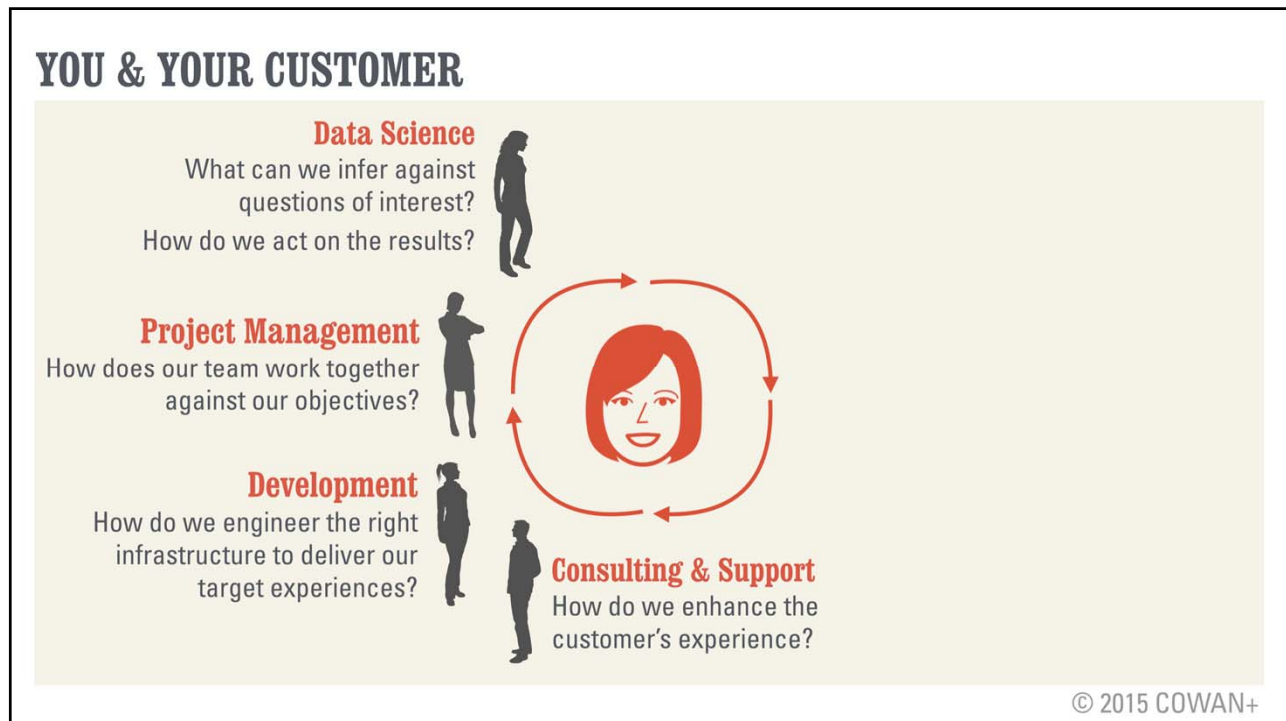 YOU & YOUR CUSTOMER
Data Science
What can we infer against
questions of interest?
How do we act on the results?
Project Management
How does our team work together
against our objectives?
Development
How do we engineer the right
infrastructure to deliver our
target experiences?
Consulting & Support
How do we enhance the
customer’s experience?
© 2015 COWAN+